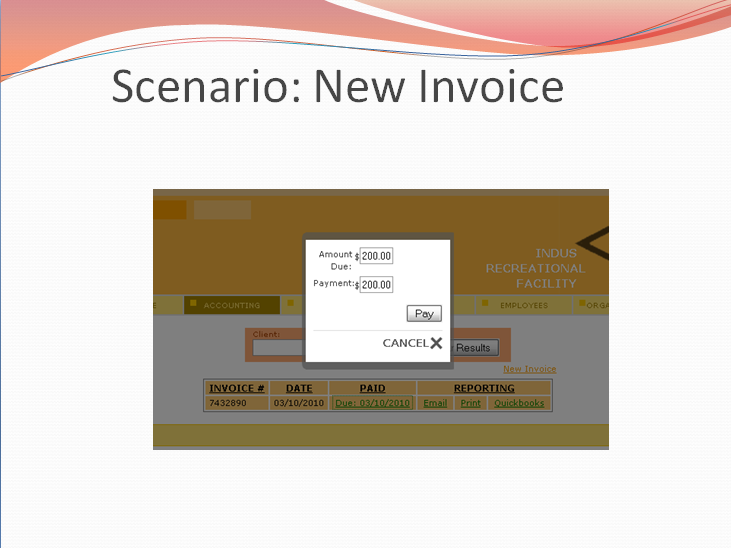 Scenario: New Invoice
Amount Due: $ 200.00
Payment: $ 200.00
Pay
CANCEL X
INDUS
RECREATIONAL
FACILITY
ACCOUNTING
EMPLOYEES
Client:
Results
New Invoice
INVOICE # DATE PAID REPORTING
7432890 03/10/2010 Due: 03/10/2010 Email Print Quickbooks